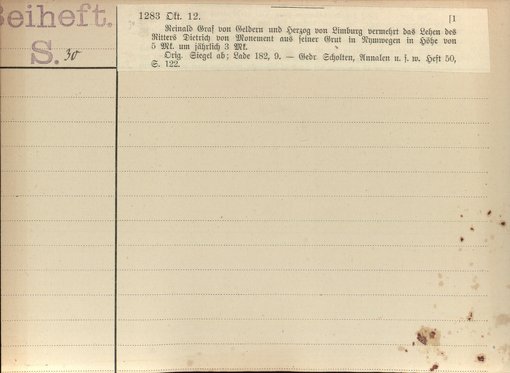 Beiheft.
S. 30
1283 Okt. 12. [1
Reinald Graf von Geldern und Herzog von Limburg vermehrt das Lehen des
Ritters Dietrich von Monement aus seiner Grut in Nymwegen in Höhe von
5 Mk. um jährlich 3 Mk.
Orig. Siegel ab; Lade 182, 9. — Gedr. Scholten, Annalen u. s. w. Heft 50,
S. 122.